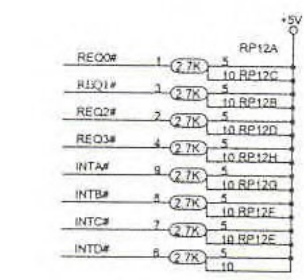 +5V
RP12A
REQ0# 1 2.7K 5
10 RP12C
REQ1# 3 2.7K 5
10 RP12B
REQ2# 2 2.7K 5
10 RP12D
REQ3# 4 2.7K 5
10 RP12H
INTA# 9 2.7K 5
10 RP12G
INTB# 8 2.7K 5
10 RP12F
INTC# 7 2.7K 5
10 RP12E
INTD# 6 2.7K 5
10